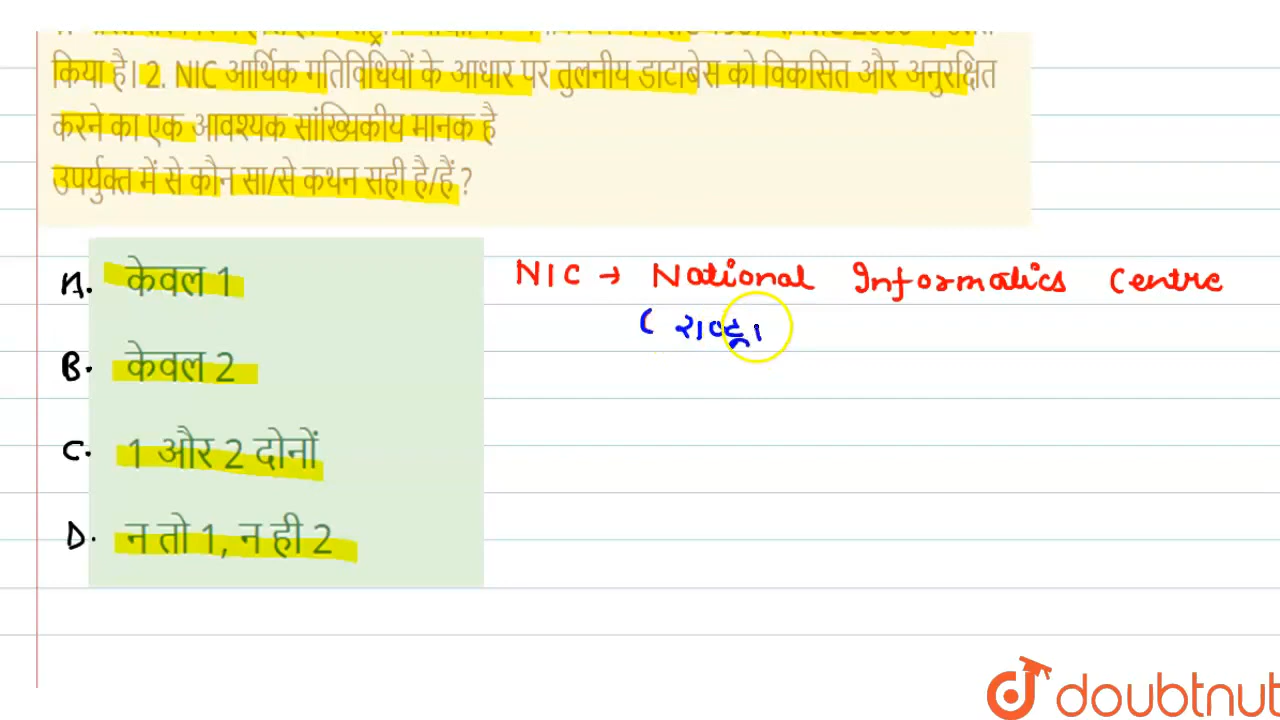 किया है। 2. NIC आर्थिक गतिविधियों के आधार पर तुलनीय डाटाबेस को विकसित और अनुरक्षित
करने का एक आवश्यक सांख्यिकीय मानक है
उपर्युक्त में से कौन सा/से कथन सही है/हैं ?
A. केवल 1
NIC → National Informatics Centre
( राष्ट्रा
B. केवल 2
C. 1 और 2 दोनों
D. न तो 1, न ही 2
doubtnut